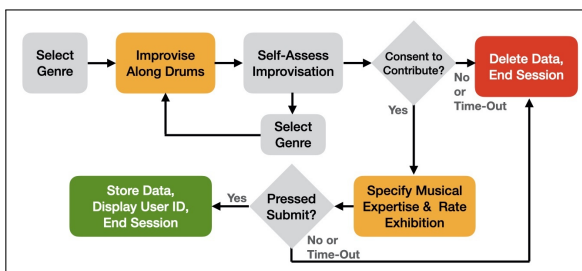 Select
Genre
Improvise
Along Drums
Self-Assess
Improvisation
Consent to
Contribute?
No
or
Time-Out
Delete Data,
End Session
Yes
Select
Genre
Store Data,
Display User ID,
End Session
Yes
Pressed
Submit?
No or
Time-Out
Specify Musical
Expertise & Rate
Exhibition